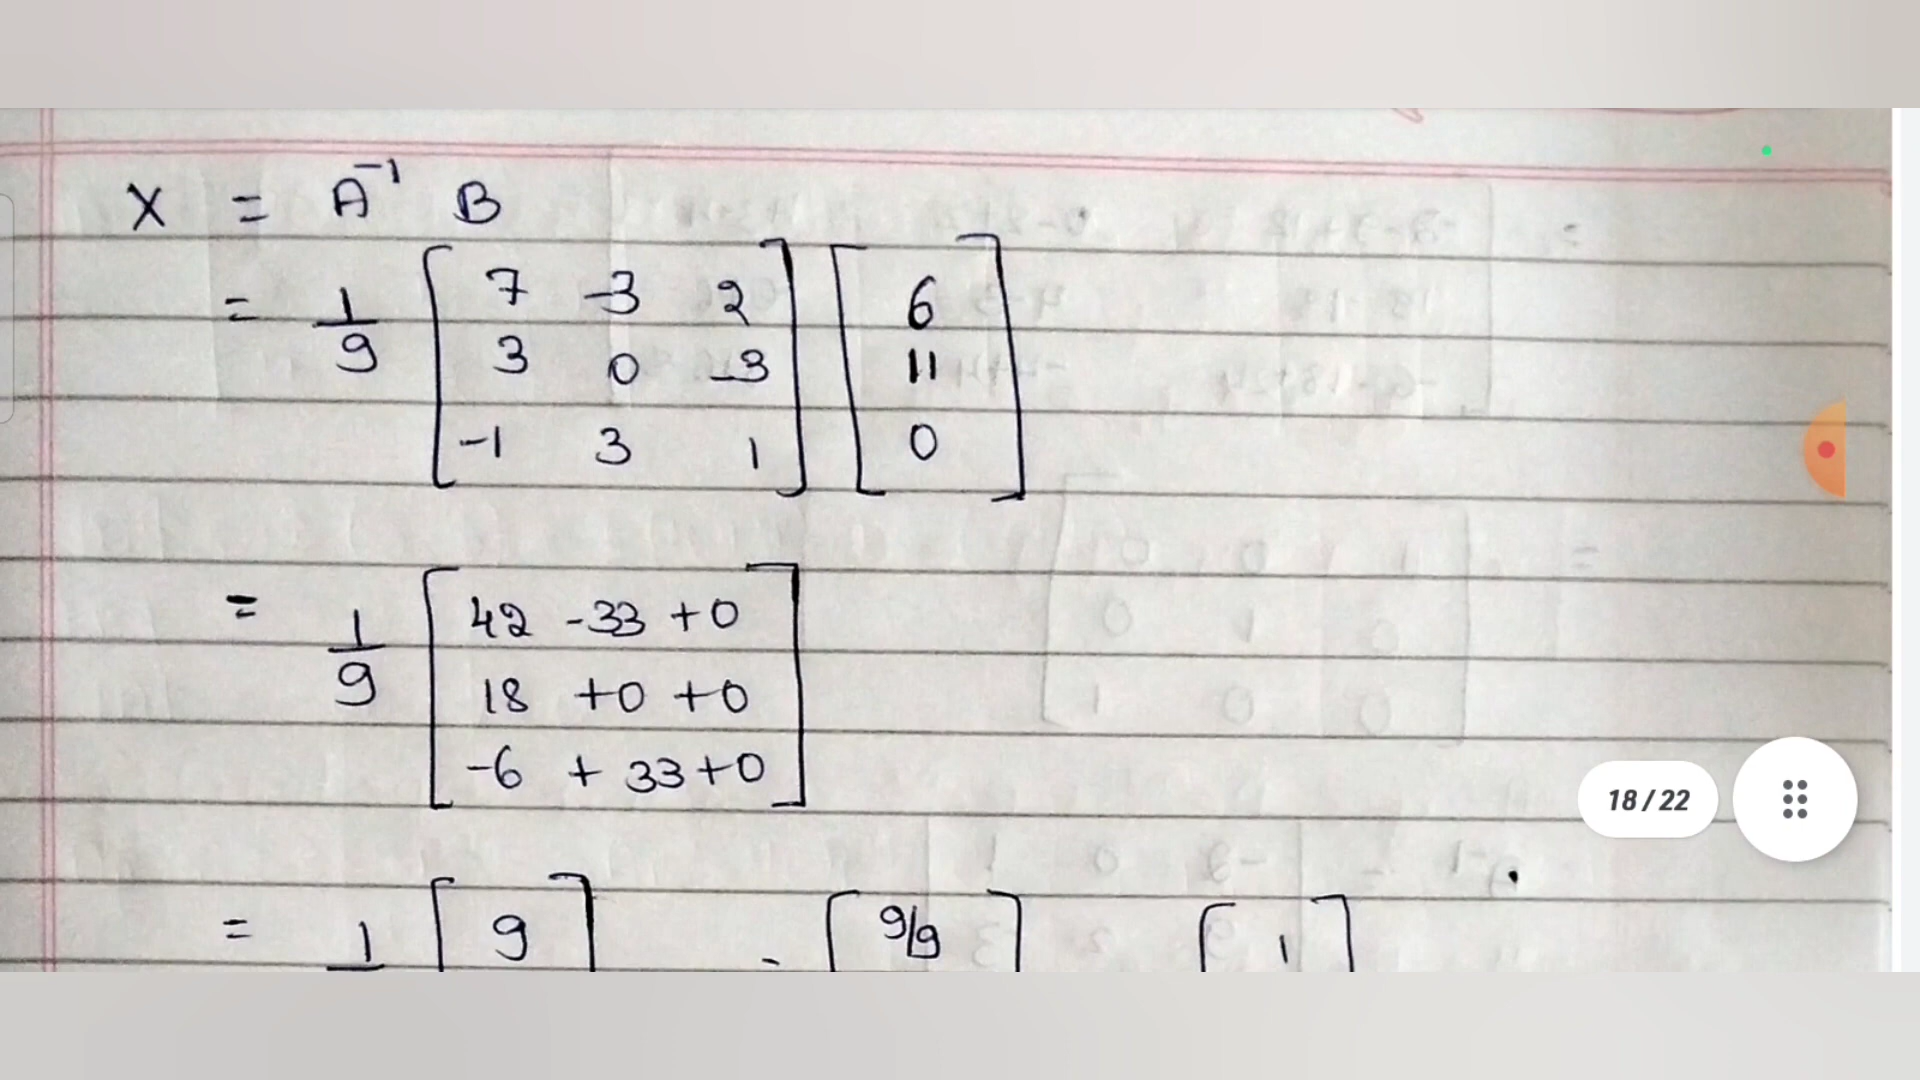 X = A⁻¹ B
= 1/9 [ 7 -3 2 ] [ 6 ]
[ 3 0 -3 ] [ 11 ]
[ -1 3 1 ] [ 0 ]
= 1/9 [ 42 -33 +0 ]
[ 18 +0 +0 ]
[ -6 + 33 +0 ]
18 / 22
= 1 [ 9 ] [ 9/9 ] [ 1 ]